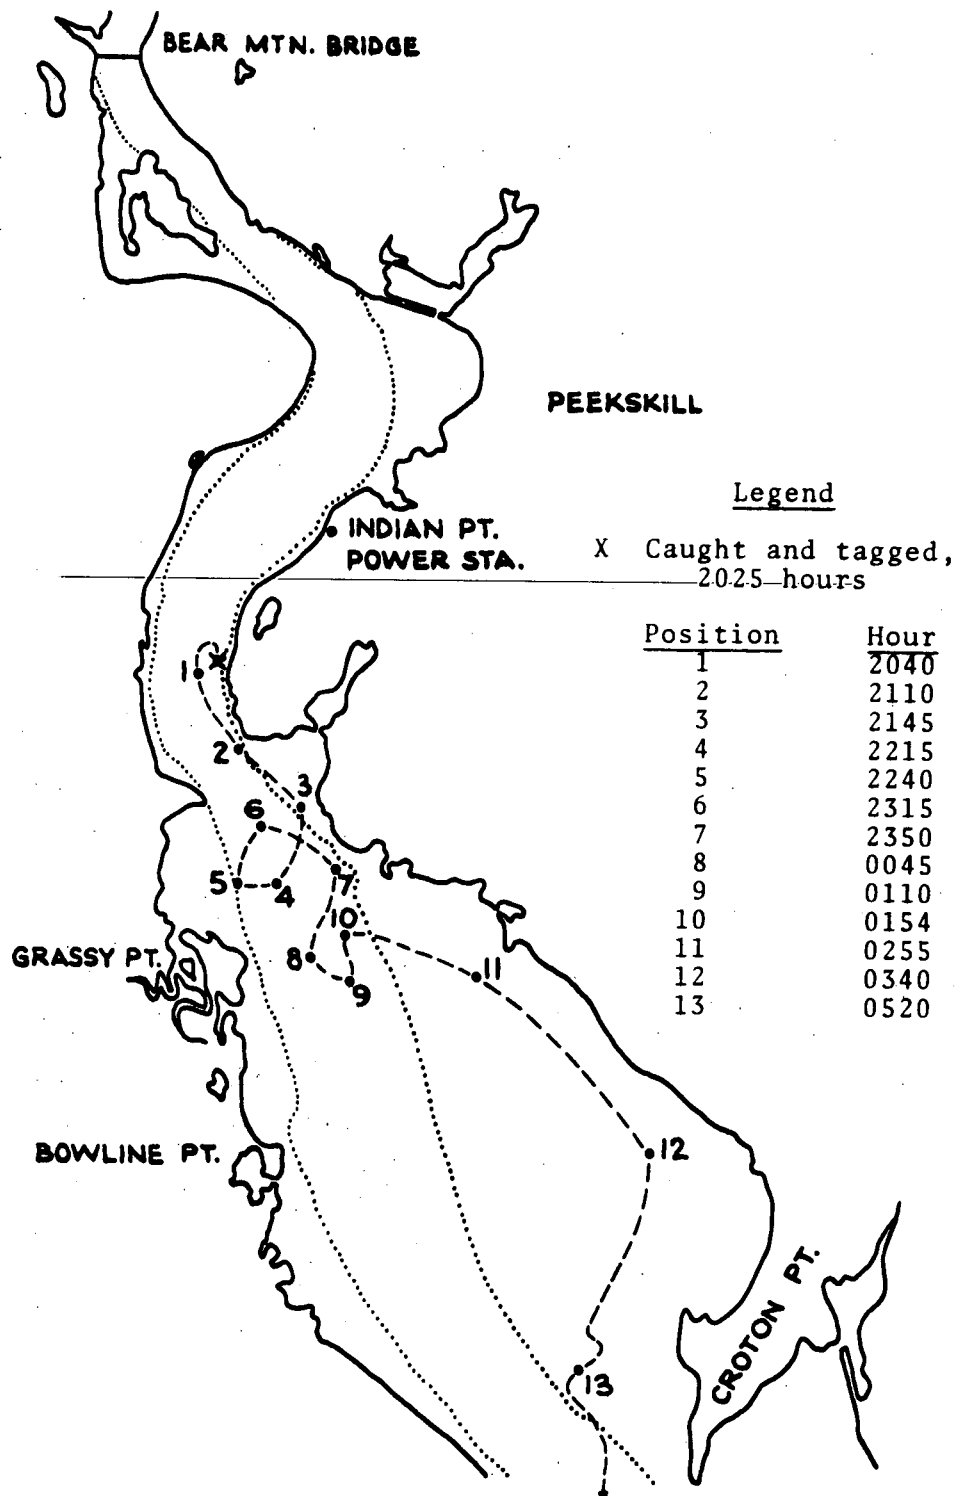 BEAR MTN. BRIDGE
PEEKSKILL
INDIAN PT.
POWER STA.
Legend
X Caught and tagged,
2025 hours
Position Hour
1 2040
2 2110
3 2145
4 2215
5 2240
6 2315
7 2350
8 0045
9 0110
10 0154
11 0255
12 0340
13 0520
X
1
2
3
6
5
4
7
10
GRASSY PT.
8
11
9
BOWLINE PT.
12
CROTON PT.
13